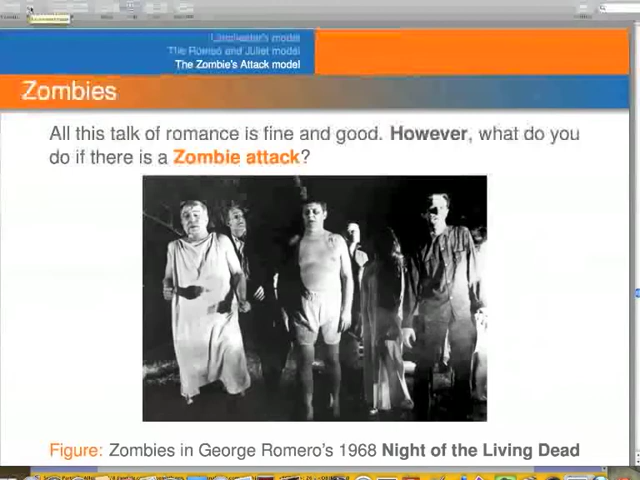 Lanchester's model
The Romeo and Juliet model
The Zombie's Attack model
Zombies
All this talk of romance is fine and good. However, what do you
do if there is a Zombie attack?
Figure: Zombies in George Romero's 1968 Night of the Living Dead